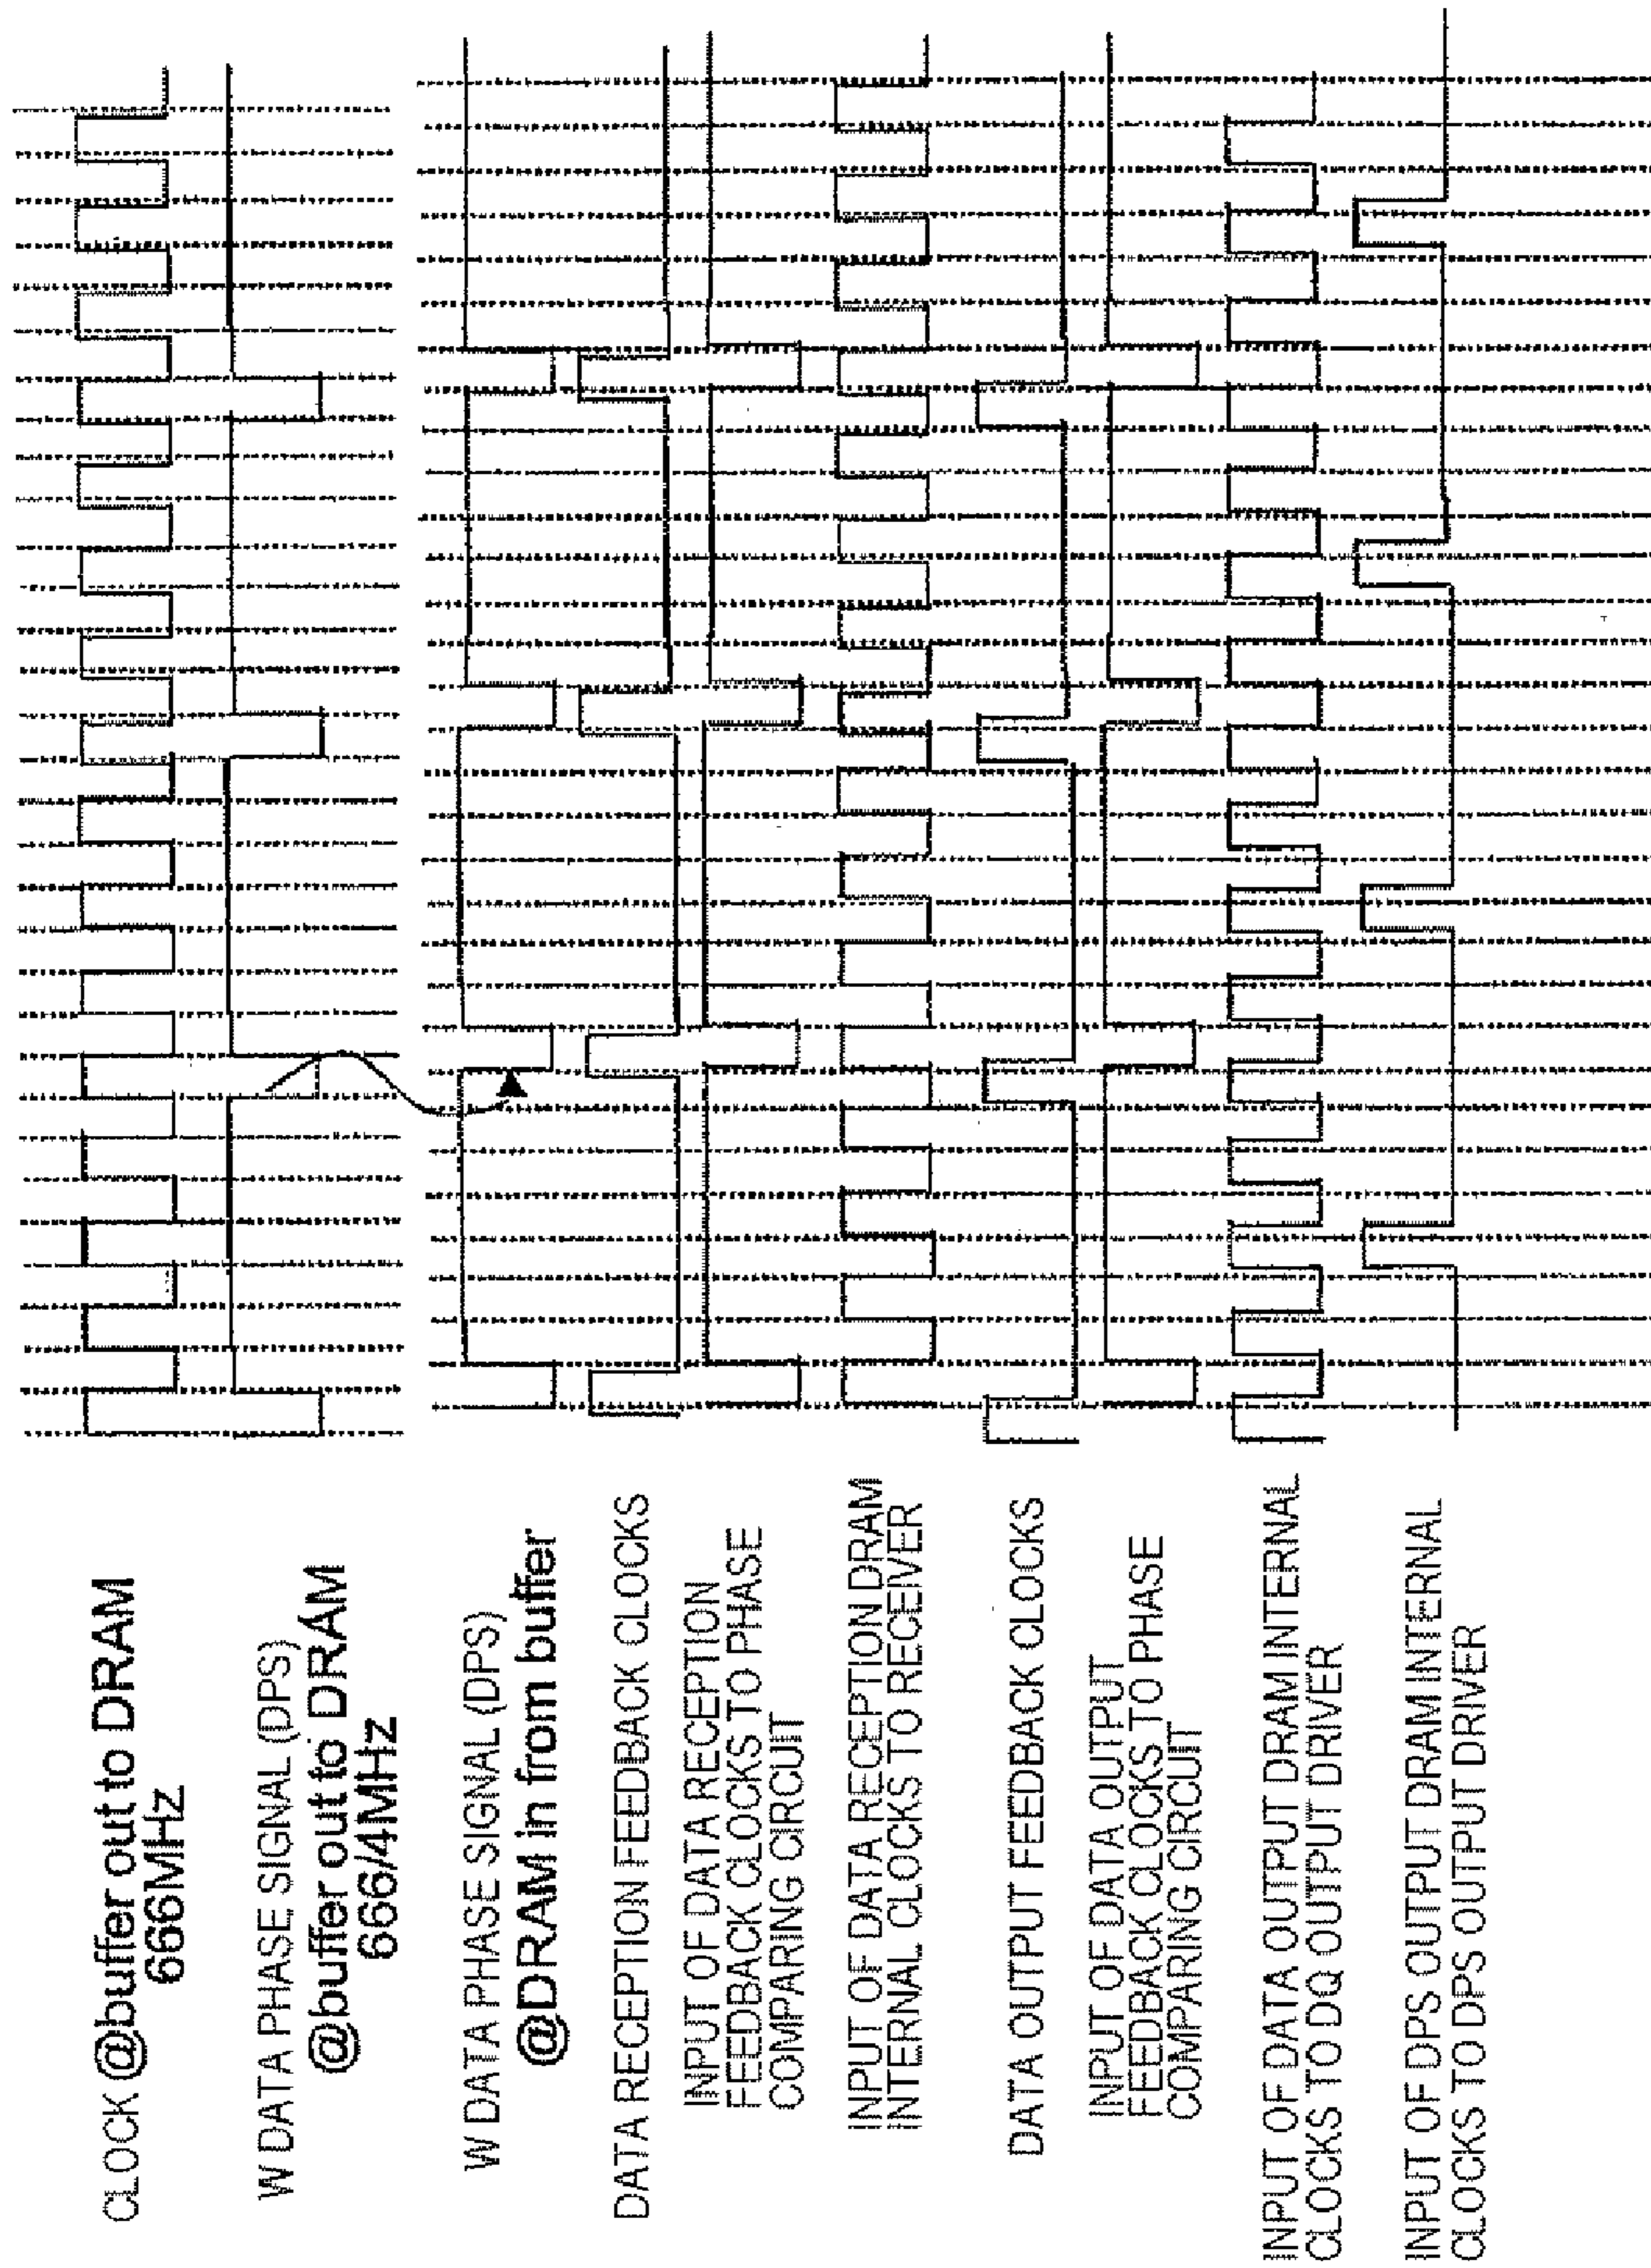 CLOCK @buffer out to DRAM
666MHz
W DATA PHASE SIGNAL (DPS)
@buffer out to DRAM
666/4MHz
W DATA PHASE SIGNAL (DPS)
@DRAM in from buffer
DATA RECEPTION FEEDBACK CLOCKS
INPUT OF DATA RECEPTION
FEEDBACK CLOCKS TO PHASE
COMPARING CIRCUIT
INPUT OF DATA RECEPTION DRAM
INTERNAL CLOCKS TO RECEIVER
DATA OUTPUT FEEDBACK CLOCKS
INPUT OF DATA OUTPUT
FEEDBACK CLOCKS TO PHASE
COMPARING CIRCUIT
INPUT OF DATA OUTPUT DRAM INTERNAL
CLOCKS TO DQ OUTPUT DRIVER
INPUT OF DPS OUTPUT DRAM INTERNAL
CLOCKS TO DPS OUTPUT DRIVER